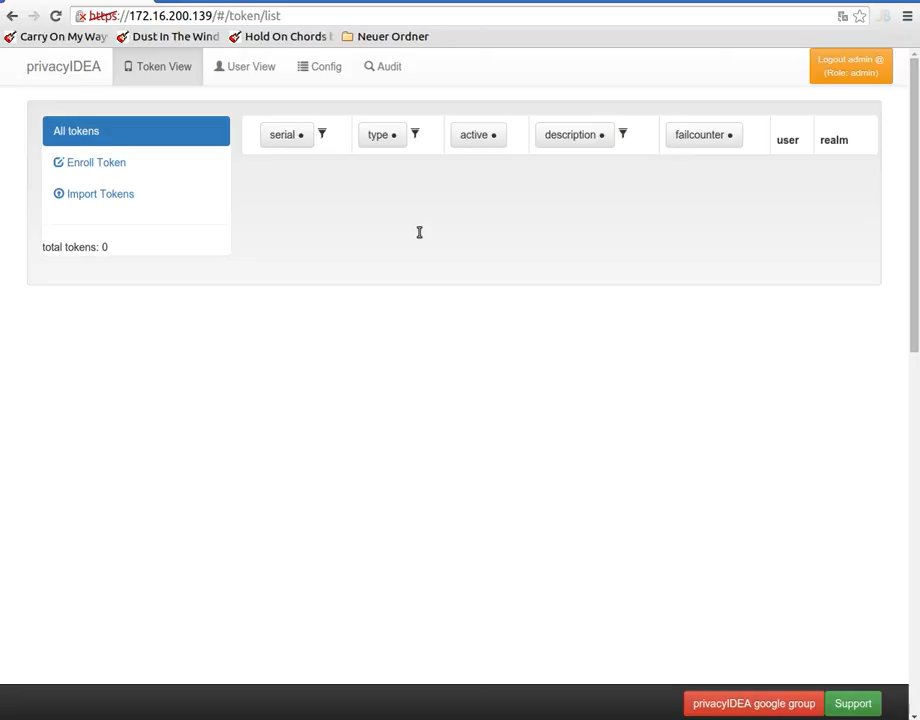 https://172.16.200.139/#/token/list
Carry On My Way Dust In The Wind Hold On Chords Neuer Ordner
privacyIDEA Token View User View Config Audit
Logout admin @
(Role: admin)
All tokens
Enroll Token
Import Tokens
total tokens: 0
serial ● type ● active ● description ● failcounter ● user realm
privacyIDEA google group Support